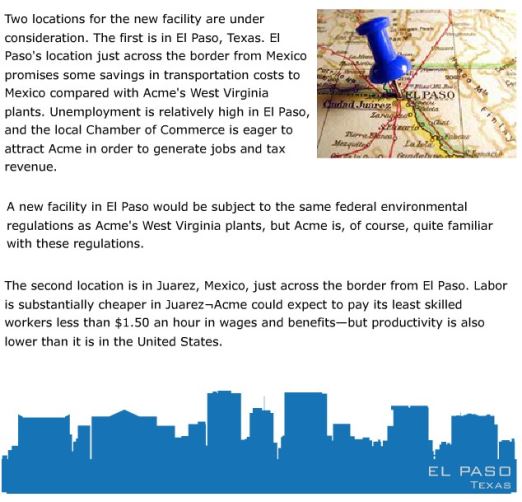 Two locations for the new facility are under
consideration. The first is in El Paso, Texas. El
Paso's location just across the border from Mexico
promises some savings in transportation costs to
Mexico compared with Acme's West Virginia
plants. Unemployment is relatively high in El Paso,
and the local Chamber of Commerce is eager to
attract Acme in order to generate jobs and tax
revenue.
EL PASO
Ciudad Juárez
A new facility in El Paso would be subject to the same federal environmental
regulations as Acme's West Virginia plants, but Acme is, of course, quite familiar
with these regulations.
The second location is in Juarez, Mexico, just across the border from El Paso. Labor
is substantially cheaper in Juarez¬Acme could expect to pay its least skilled
workers less than $1.50 an hour in wages and benefits—but productivity is also
lower than it is in the United States.
EL PASO
TEXAS